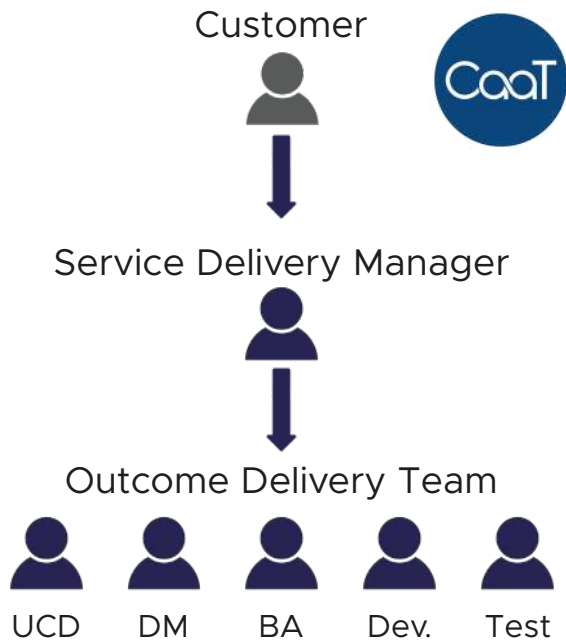 Customer
CaaT
Service Delivery Manager
Outcome Delivery Team
UCD DM BA Dev. Test